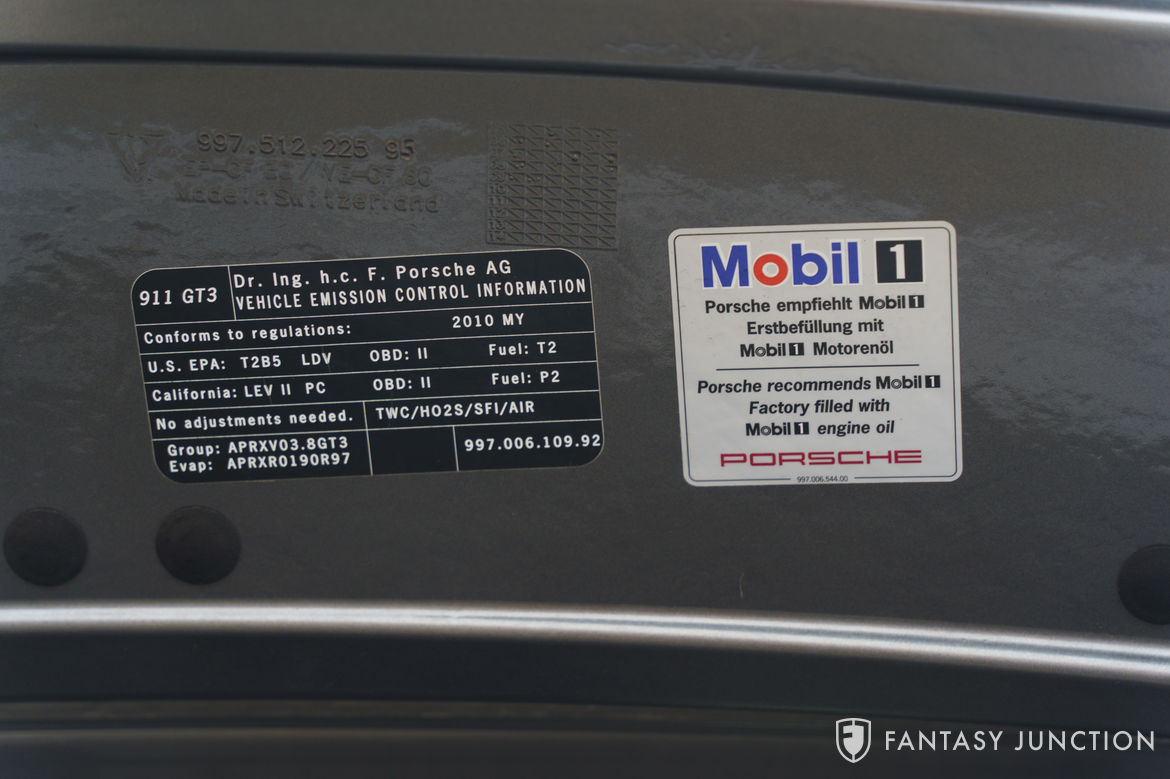 997.512.225 95
Made in Switzerland
911 GT3
Dr. Ing. h.c. F. Porsche AG
VEHICLE EMISSION CONTROL INFORMATION
Conforms to regulations: 2010 MY
U.S. EPA: T2B5 LDV OBD: II Fuel: T2
California: LEV II PC OBD: II Fuel: P2
No adjustments needed. TWC/HO2S/SFI/AIR
Group: APRXV03.8GT3
Evap: APRXR0190R97
997.006.109.92
Mobil 1
Porsche empfiehlt Mobil 1
Erstbefüllung mit
Mobil 1 Motorenöl
Porsche recommends Mobil 1
Factory filled with
Mobil 1 engine oil
PORSCHE
997.006.544.00
FANTASY JUNCTION